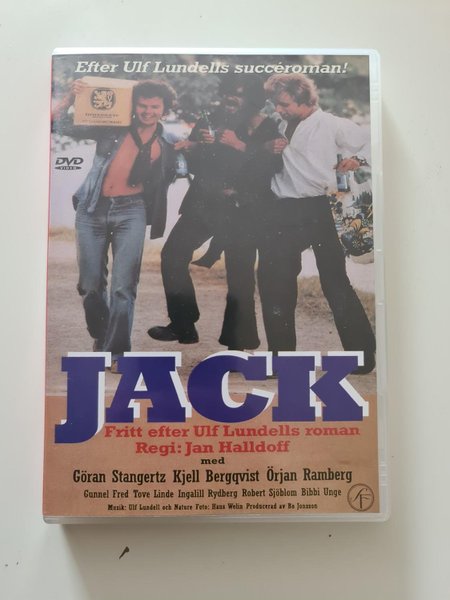 Efter Ulf Lundells succéroman!
DVD
VIDEO
JACK
Fritt efter Ulf Lundells roman
Regi: Jan Halldoff
med
Göran Stangertz Kjell Bergqvist Örjan Ramberg
Gunnel Fred Tove Linde Ingalill Rydberg Robert Sjöblom Bibbi Unge
Musik: Ulf Lundell och Nature Foto: Hans Welin Producerad av Bo Jonsson
SF